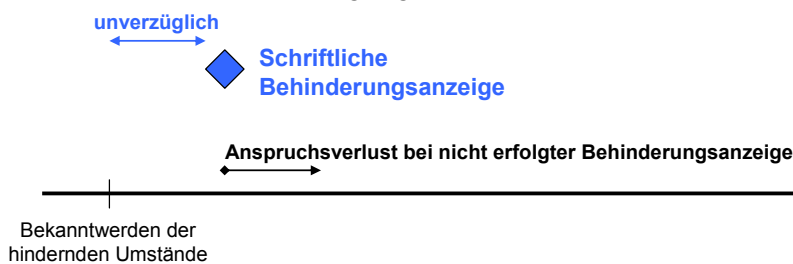 unverzüglich
Schriftliche
Behinderungsanzeige
Anspruchsverlust bei nicht erfolgter Behinderungsanzeige
Bekanntwerden der
hindernden Umstände